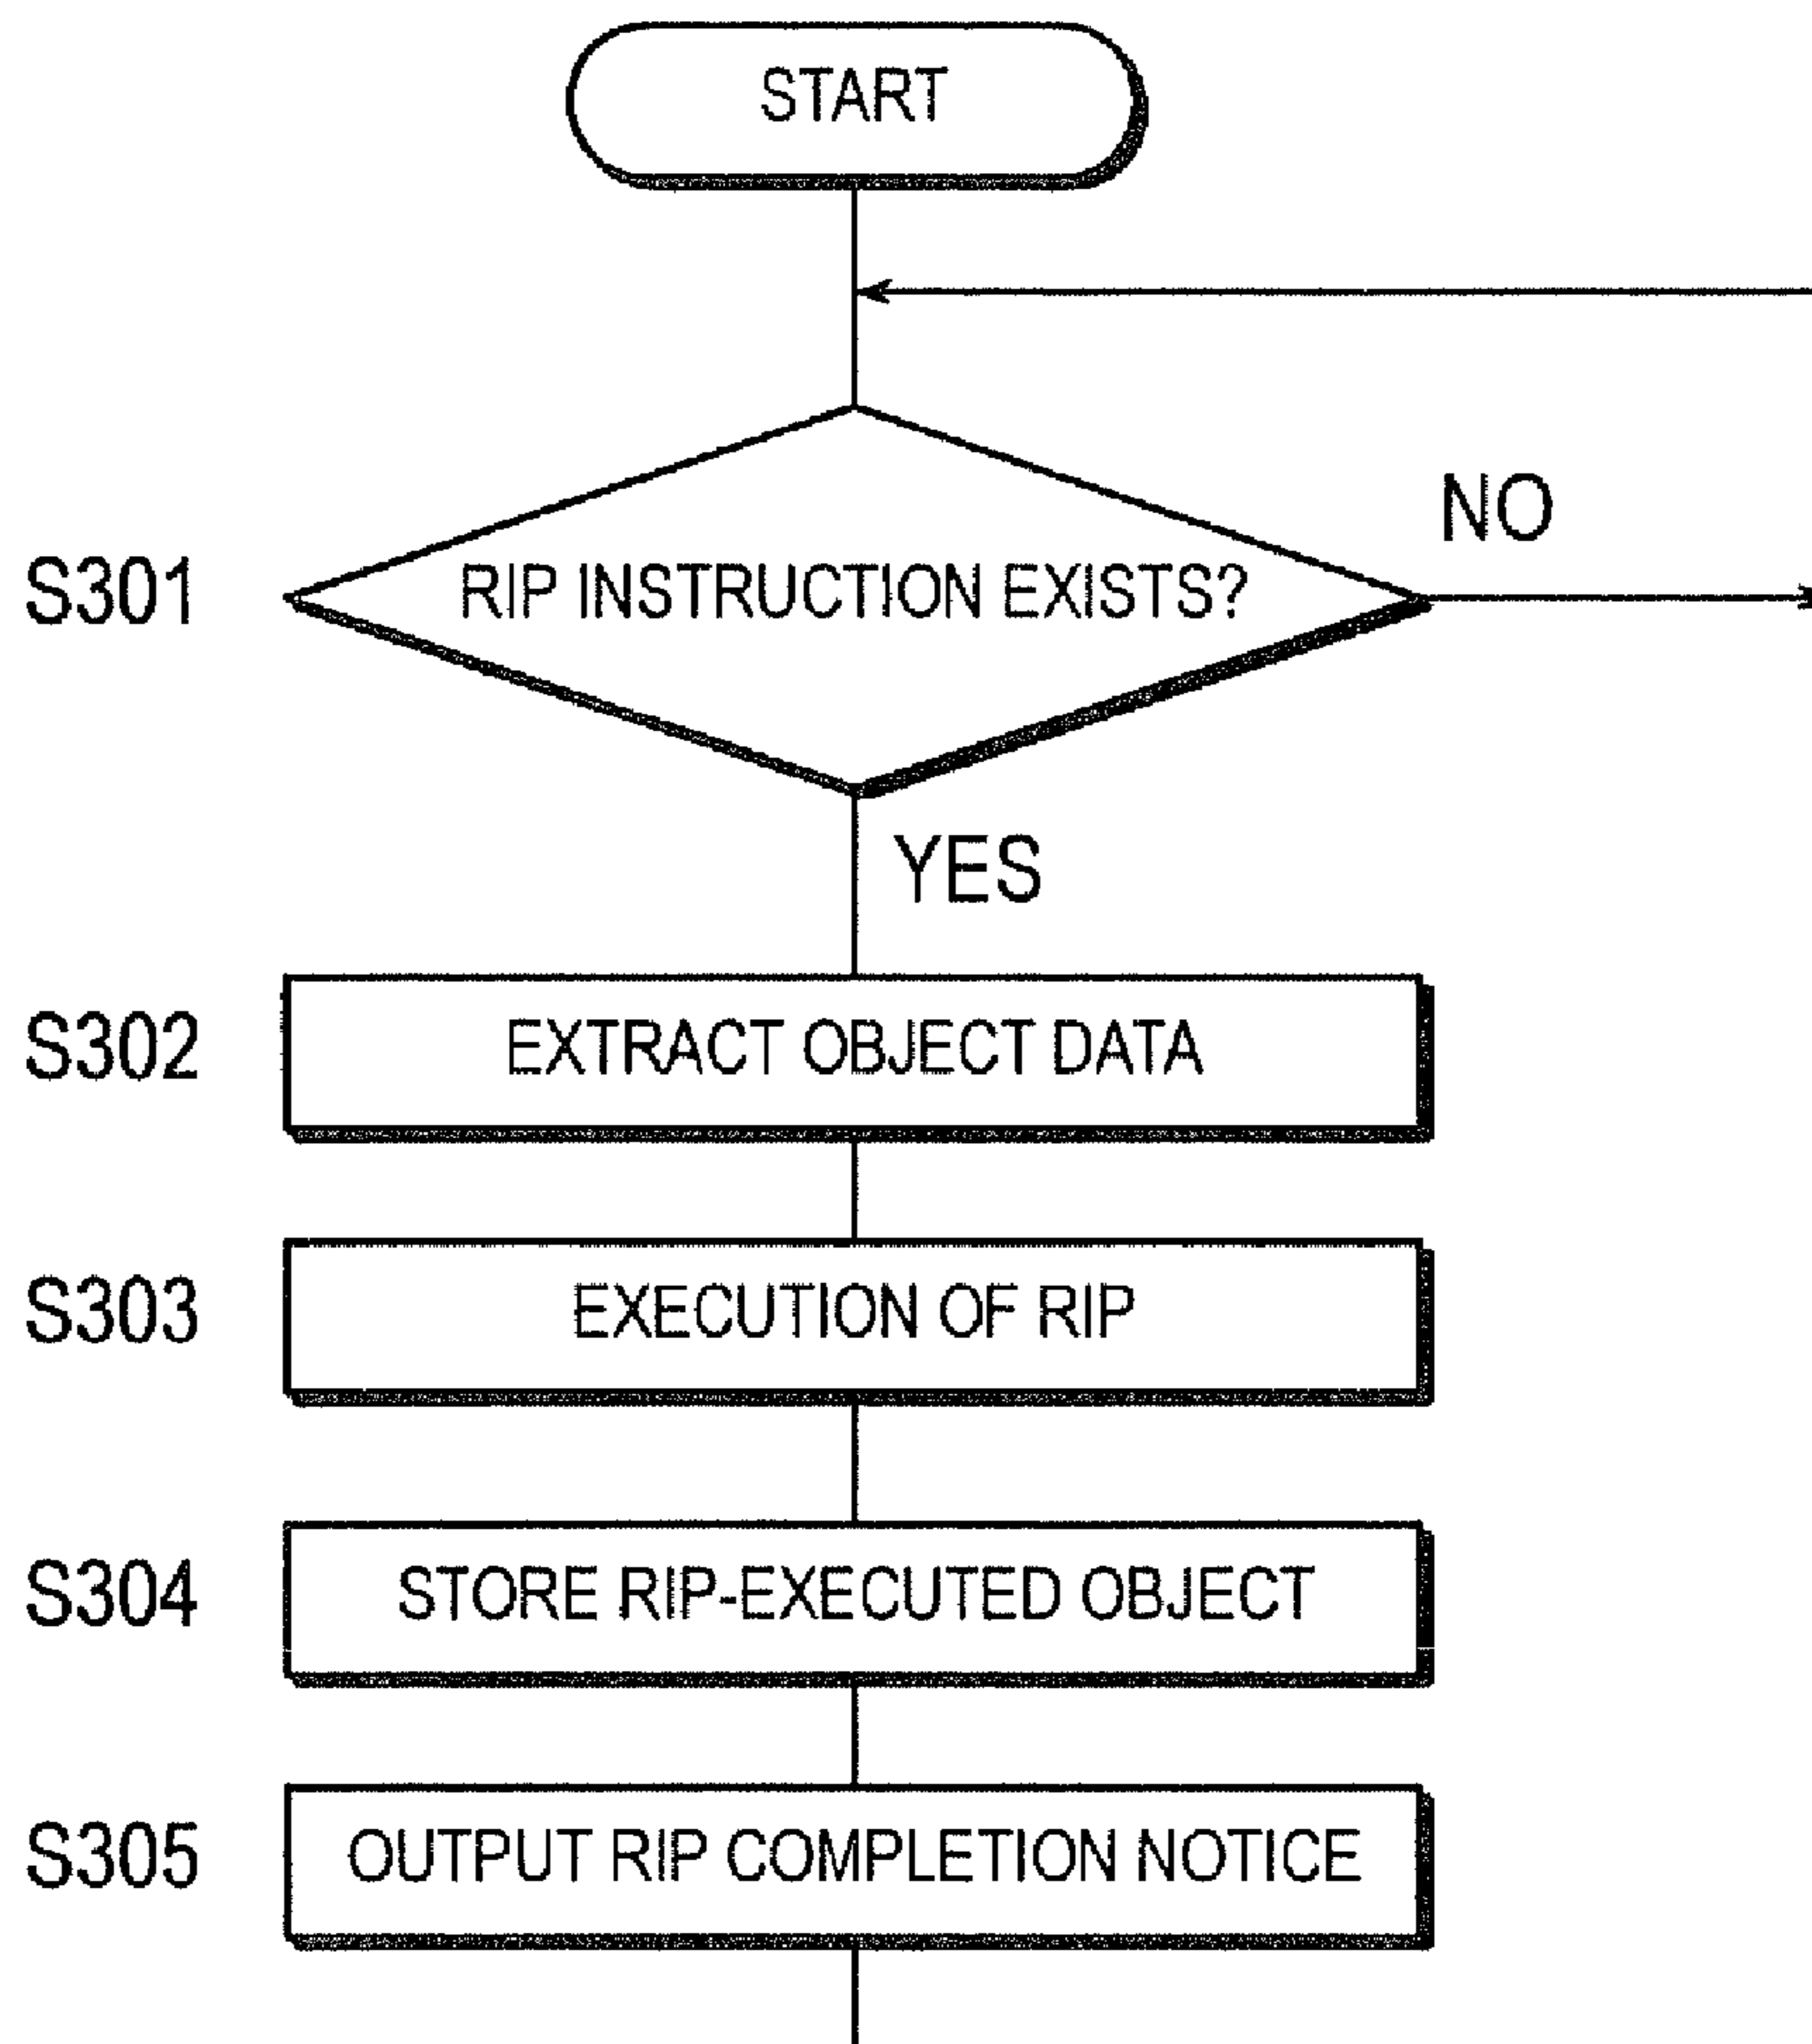 START
NO
S301
RIP INSTRUCTION EXISTS?
YES
S302
EXTRACT OBJECT DATA
S303
EXECUTION OF RIP
S304
STORE RIP-EXECUTED OBJECT
S305
OUTPUT RIP COMPLETION NOTICE